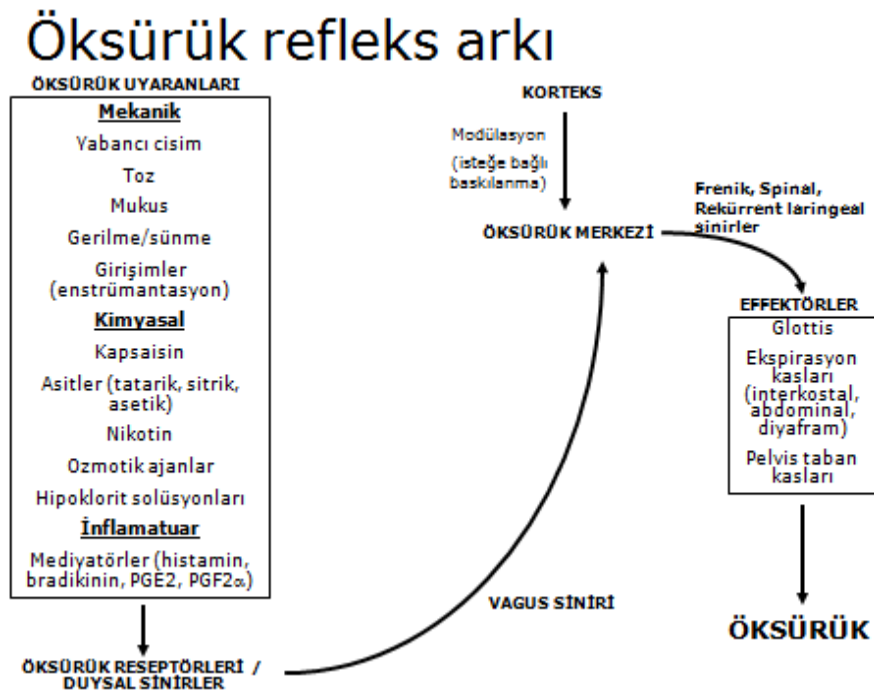 Öksürük refleks arkı
ÖKSÜRÜK UYARANLARI
Mekanik
Yabancı cisim
Toz
Mukus
Gerilme/sünme
Girişimler
(enstrümantasyon)
Kimyasal
Kapsaisin
Asitler (tatarik, sitrik,
asetik)
Nikotin
Ozmotik ajanlar
Hipoklorit solüsyonları
İnflamatuar
Mediyatörler (histamin,
bradikinin, PGE2, PGF2α)
ÖKSÜRÜK RESEPTÖRLERİ /
DUYSAL SİNİRLER
VAGUS SİNİRİ
KORTEKS
Modülasyon
(isteğe bağlı
baskılanma)
ÖKSÜRÜK MERKEZİ
Frenik, Spinal,
Rekürrent laringeal
sinirler
EFFEKTÖRLER
Glottis
Ekspirasyon
kasları
(interkostal,
abdominal,
diyafram)
Pelvis taban
kasları
ÖKSÜRÜK